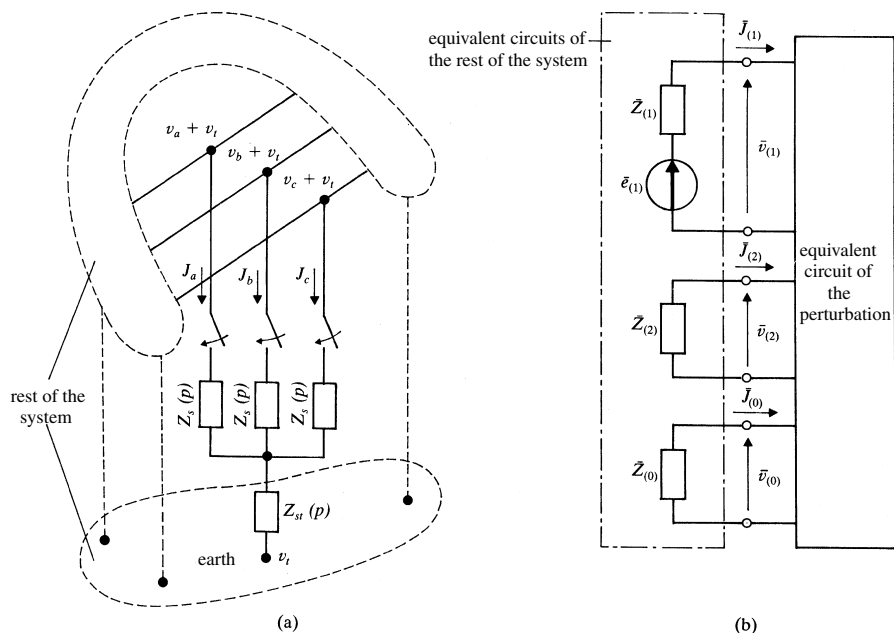 v_a + v_t
v_b + v_t
v_c + v_t
J_a
J_b
J_c
Z_s (p)
Z_s (p)
Z_s (p)
rest of the
system
Z_st (p)
earth
v_t
(a)
equivalent circuits of
the rest of the system
J̄_(1)
Z̄_(1)
v̄_(1)
ē_(1)
J̄_(2)
equivalent
circuit of
the
perturbation
Z̄_(2)
v̄_(2)
J̄_(0)
Z̄_(0)
v̄_(0)
(b)